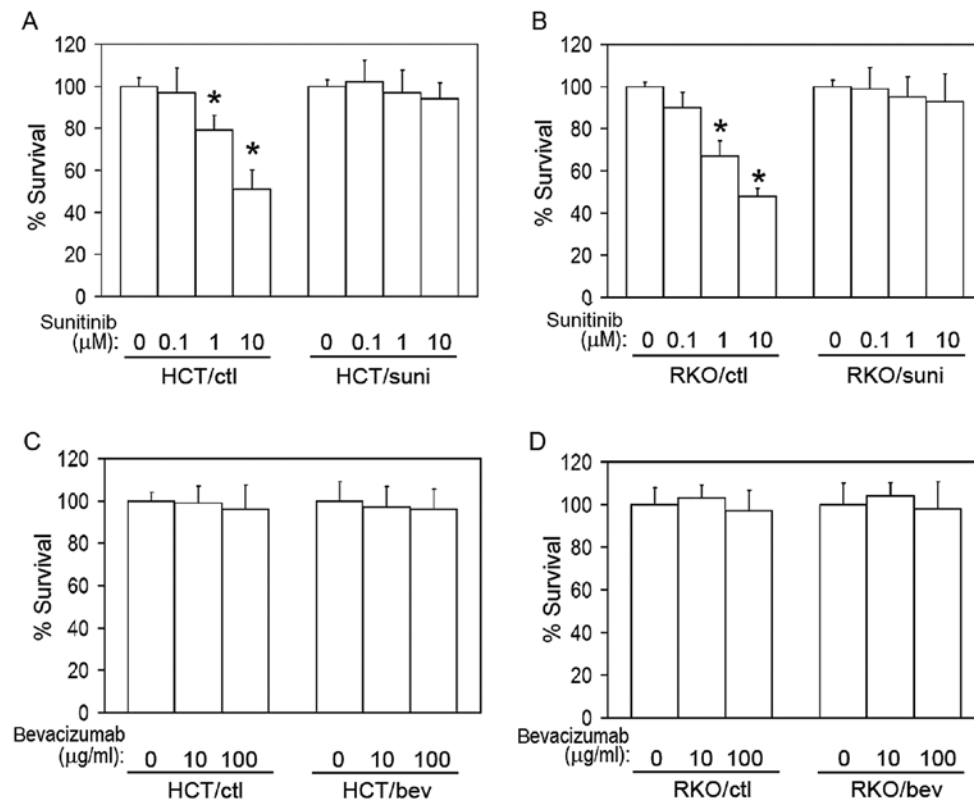 A
120
100
80
60
40
20
0
% Survival
*
*
Sunitinib
(µM):
0 0.1 1 10
0 0.1 1 10
HCT/ctl
HCT/suni
B
120
100
80
60
40
20
0
% Survival
*
*
Sunitinib
(µM):
0 0.1 1 10
0 0.1 1 10
RKO/ctl
RKO/suni
C
120
100
80
60
40
20
0
% Survival
Bevacizumab
(µg/ml):
0 10 100
0 10 100
HCT/ctl
HCT/bev
D
120
100
80
60
40
20
0
% Survival
Bevacizumab
(µg/ml):
0 10 100
0 10 100
RKO/ctl
RKO/bev